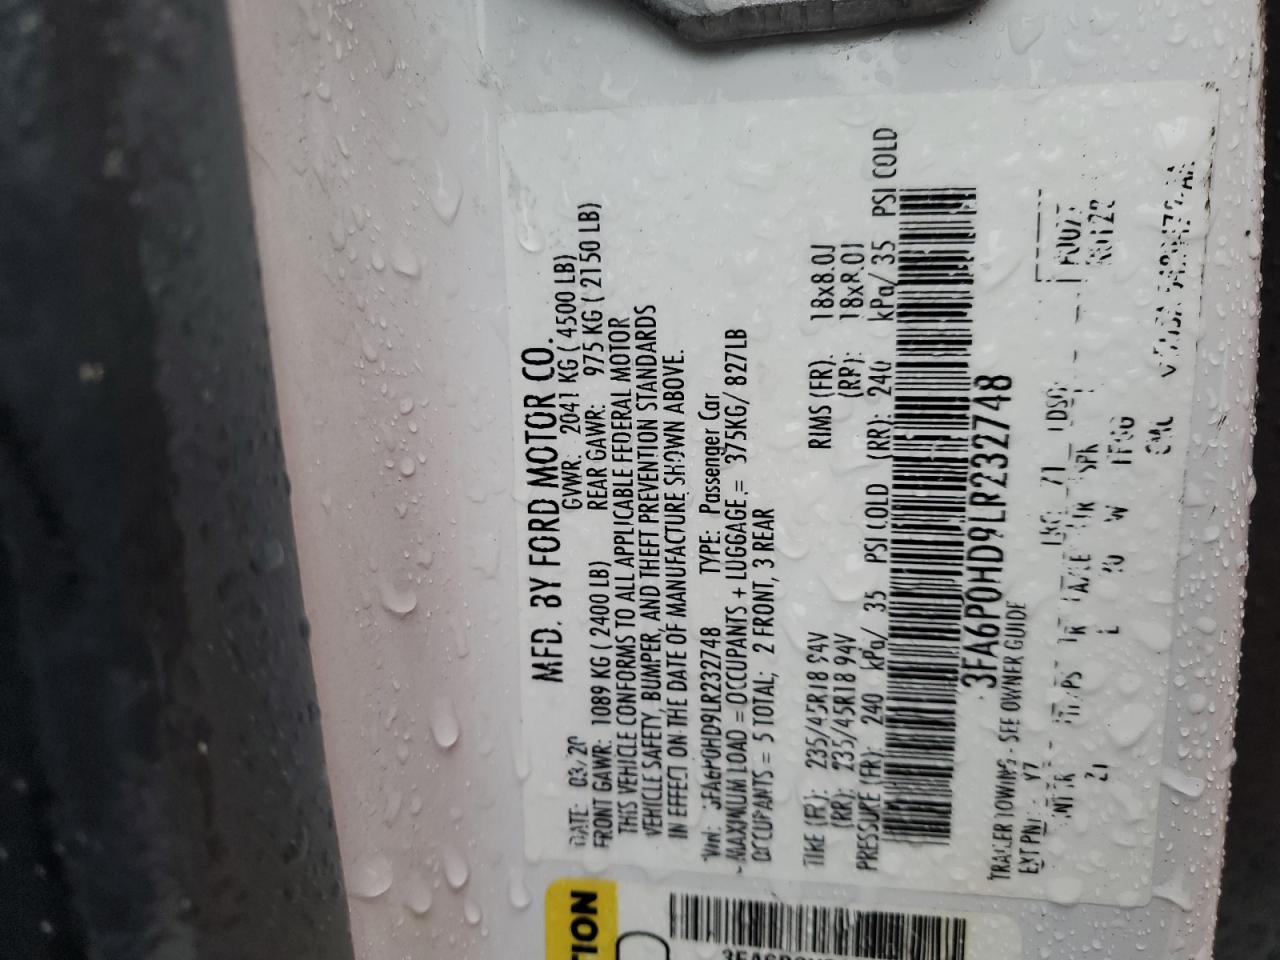 MFD. BY FORD MOTOR CO.
DATE: 03/20 GVWR: 2041 KG ( 4500 LB)
FRONT GAWR: 1089 KG ( 2400 LB) REAR GAWR: 975 KG ( 2150 LB)
THIS VEHICLE CONFORMS TO ALL APPLICABLE FEDERAL MOTOR
VEHICLE SAFETY, BUMPER, AND THEFT PREVENTION STANDARDS
IN EFFECT ON THE DATE OF MANUFACTURE SHOWN ABOVE.
VIN: 3FA6P0HD9LR232748 TYPE: Passenger Car
MAXIMUM LOAD = OCCUPANTS + LUGGAGE = 375KG/ 827LB
OCCUPANTS = 5 TOTAL; 2 FRONT, 3 REAR
TIRE (FR): 235/45R18 94V RIMS (FR): 18x8.0J
(RR): 235/45R18 94V (RR): 18x8.0J
PRESSURE (FR): 240 kPa/ 35 PSI COLD (RR): 240 kPa/ 35 PSI COLD
3FA6P0HD9LR232748
TRAILER TOWING - SEE OWNER GUIDE
EXT PNT: YZ